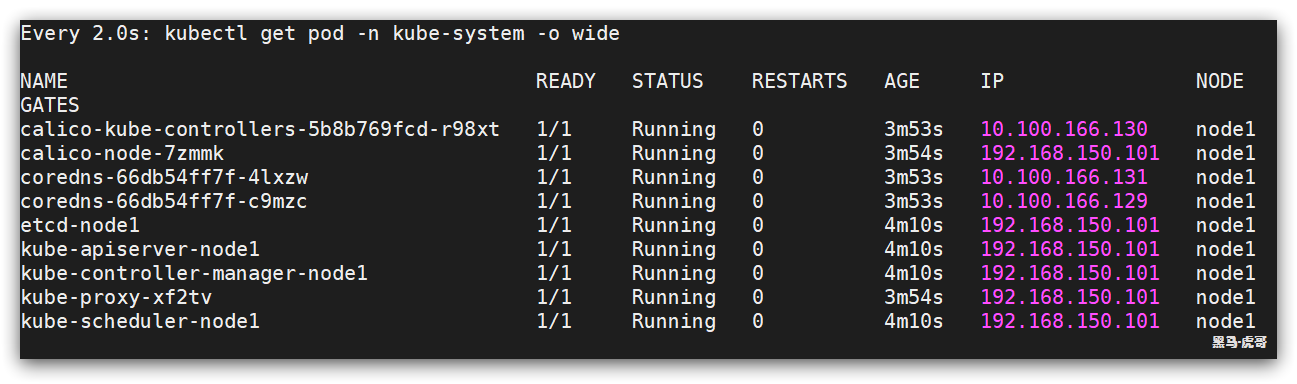 Every 2.0s: kubectl get pod -n kube-system -o wide
NAME READY STATUS RESTARTS AGE IP NODE
GATES
calico-kube-controllers-5b8b769fcd-r98xt 1/1 Running 0 3m53s 10.100.166.130 node1
calico-node-7zmmk 1/1 Running 0 3m54s 192.168.150.101 node1
coredns-66db54ff7f-4lxzw 1/1 Running 0 3m53s 10.100.166.131 node1
coredns-66db54ff7f-c9mzc 1/1 Running 0 3m53s 10.100.166.129 node1
etcd-node1 1/1 Running 0 4m10s 192.168.150.101 node1
kube-apiserver-node1 1/1 Running 0 4m10s 192.168.150.101 node1
kube-controller-manager-node1 1/1 Running 0 4m10s 192.168.150.101 node1
kube-proxy-xf2tv 1/1 Running 0 3m54s 192.168.150.101 node1
kube-scheduler-node1 1/1 Running 0 4m10s 192.168.150.101 node1
黑马-虎哥